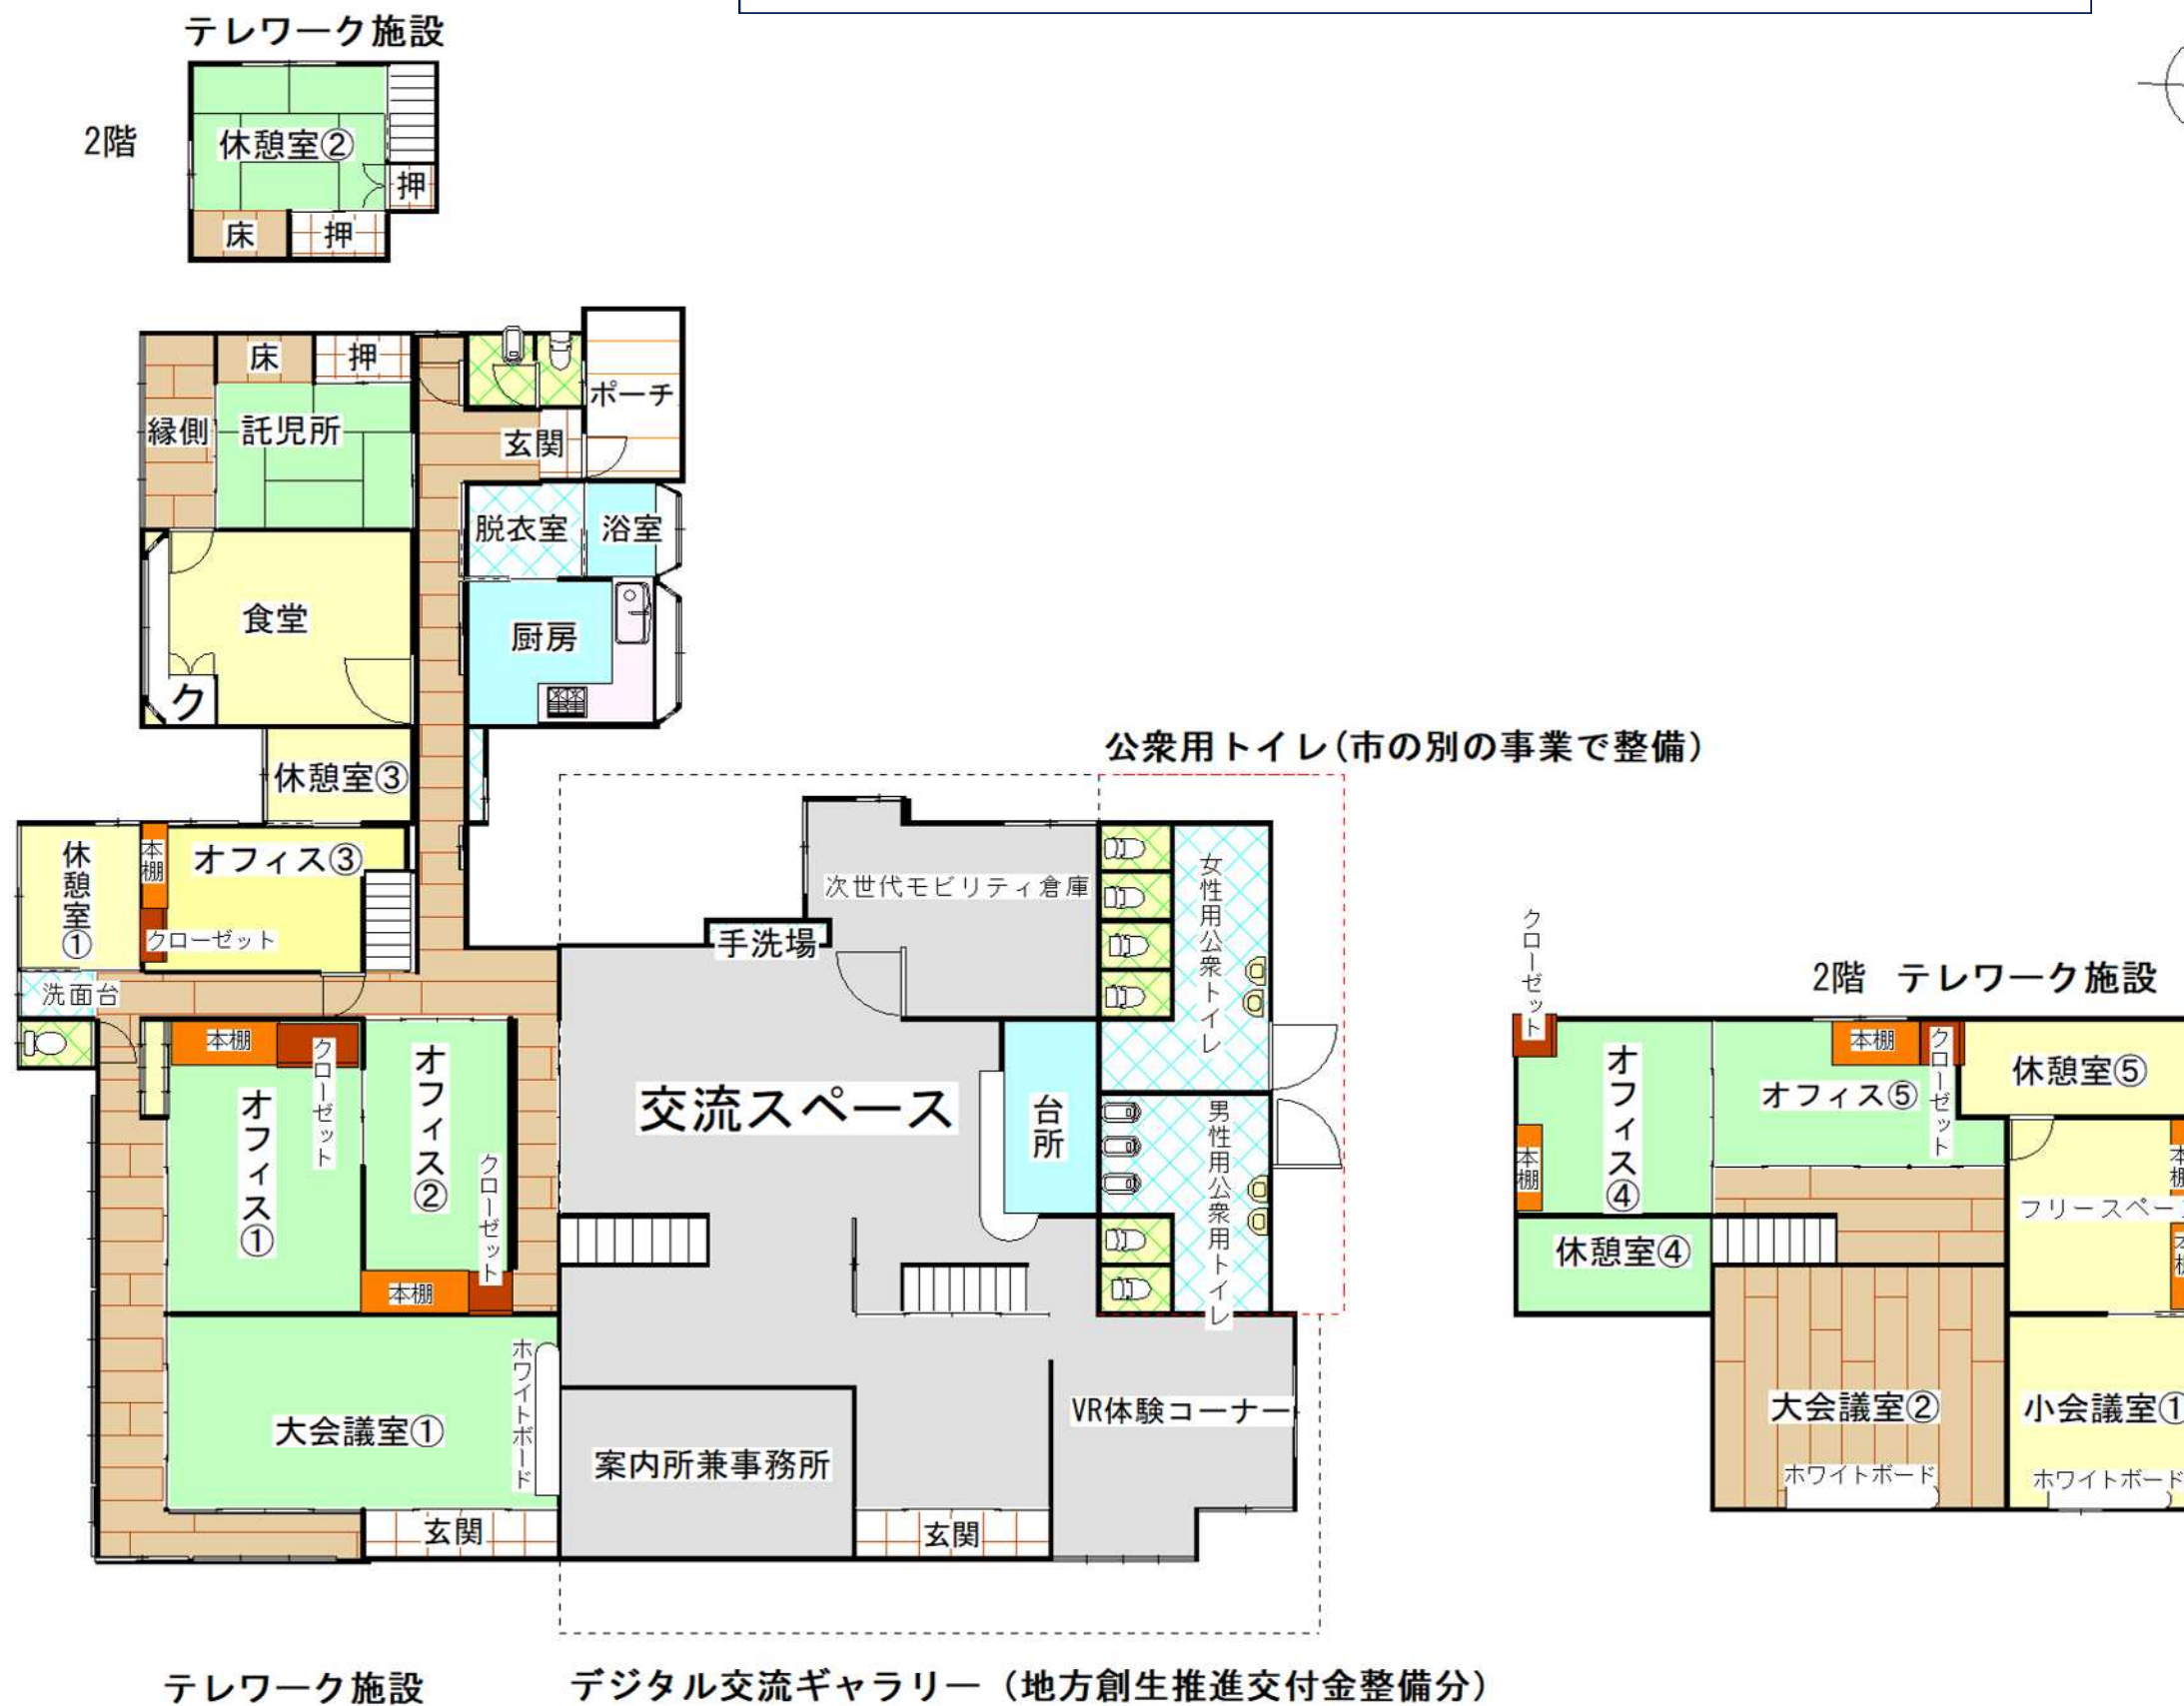 テレワーク施設
2階
休憩室②
押
床
押
床
押
ポーチ
縁側
託児所
玄関
脱衣室
浴室
食堂
厨房
ク
公衆用トイレ(市の別の事業で整備)
休憩室③
休憩室①
本棚
オフィス③
クローゼット
次世代モビリティ倉庫
女性用公衆トイレ
手洗場
洗面台
クローゼット
2階 テレワーク施設
本棚
クローゼット
オフィス①
オフィス②
クローゼット
本棚
交流スペース
台所
男性用公衆用トイレ
オフィス④
本棚
オフィス⑤
本棚
クローゼット
休憩室⑤
休憩室④
大会議室①
ホワイトボード
案内所兼事務所
VR体験コーナー
大会議室②
ホワイトボード
小会議室①
ホワイトボード
玄関
玄関
テレワーク施設
デジタル交流ギャラリー(地方創生推進交付金整備分)